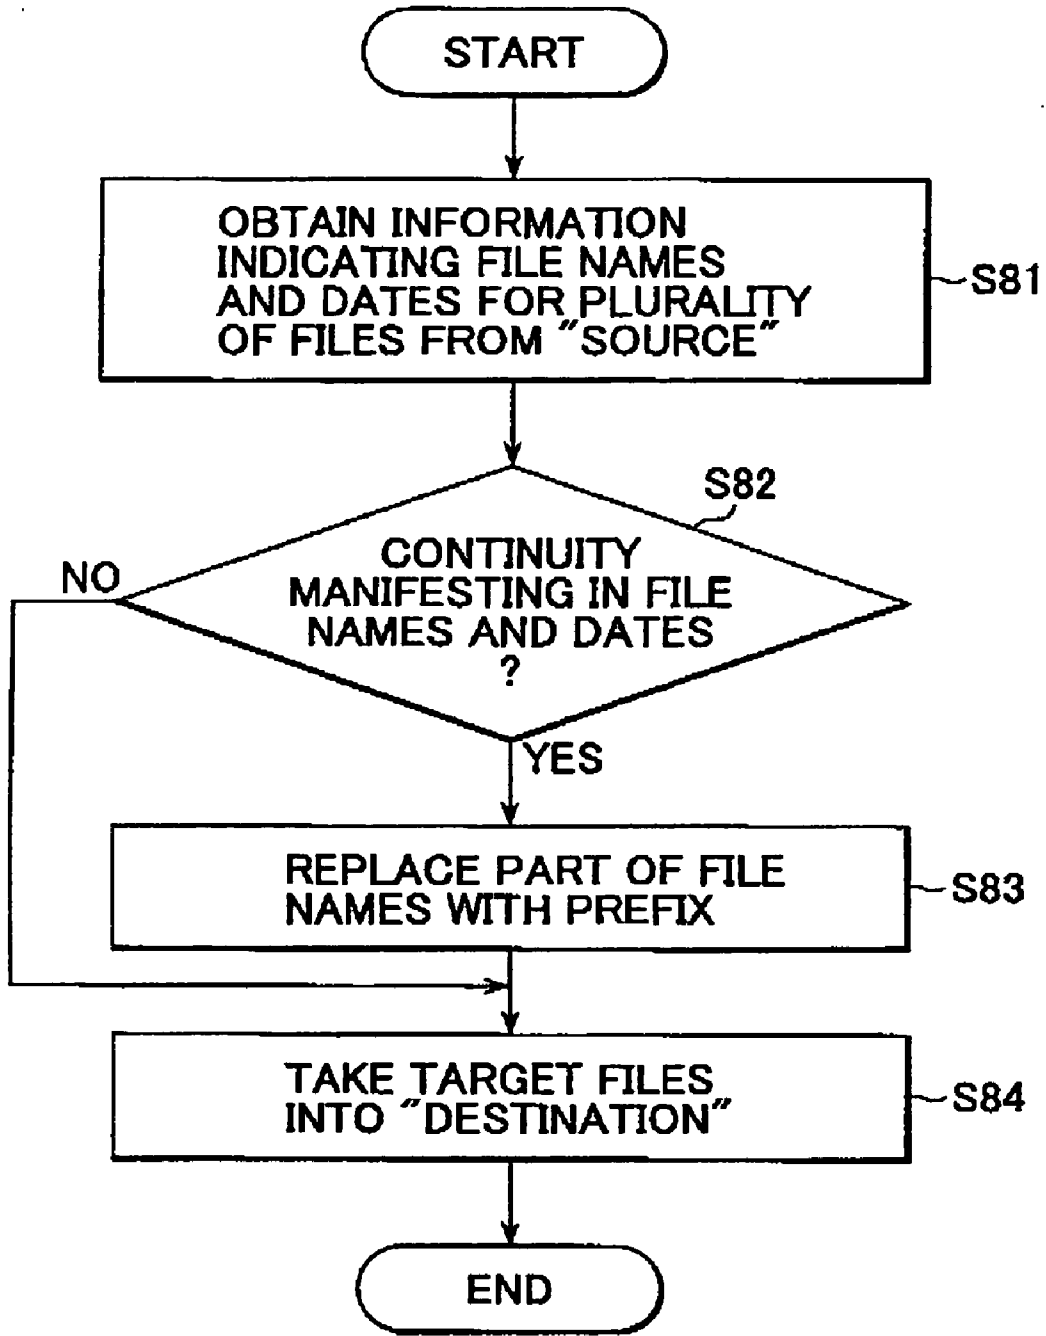 START
OBTAIN INFORMATION
INDICATING FILE NAMES
AND DATES FOR PLURALITY
OF FILES FROM "SOURCE"
S81
S82
CONTINUITY
MANIFESTING IN FILE
NAMES AND DATES
?
NO
YES
REPLACE PART OF FILE
NAMES WITH PREFIX
S83
TAKE TARGET FILES
INTO "DESTINATION"
S84
END